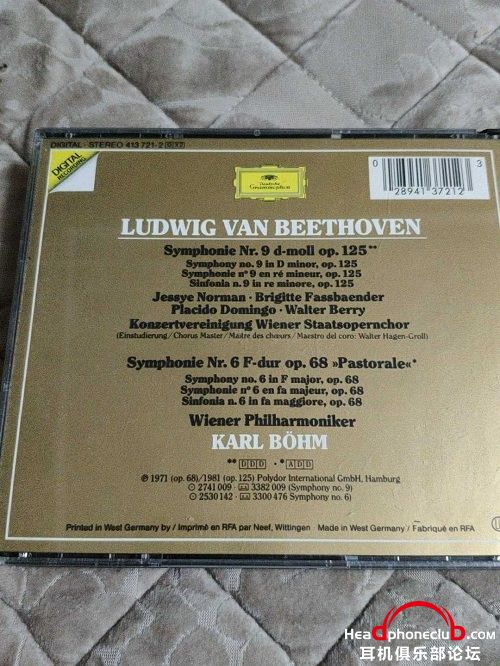 DIGITAL · STEREO 413 721-2 GX2
DIGITAL
RECORDING
Deutsche
Grammophon
0 28941 37212 3
LUDWIG VAN BEETHOVEN
Symphonie Nr. 9 d-moll op. 125**
Symphony no. 9 in D minor, op. 125
Symphonie nº 9 en ré mineur, op. 125
Sinfonia n. 9 in re minore, op. 125
Jessye Norman · Brigitte Fassbaender
Placido Domingo · Walter Berry
Konzertvereinigung Wiener Staatsopernchor
(Einstudierung / Chorus Master / Maître des chœurs / Maestro del coro: Walter Hagen-Groll)
Symphonie Nr. 6 F-dur op. 68 »Pastorale«*
Symphony no. 6 in F major, op. 68
Symphonie nº 6 en fa majeur, op. 68
Sinfonia n. 6 in fa maggiore, op. 68
Wiener Philharmoniker
KARL BÖHM
** DDD · * ADD
℗ 1971 (op. 68)/1981 (op. 125) Polydor International GmbH, Hamburg
2741 009 · 3382 009 (Symphony no. 9)
2530 142 · 3300 476 Symphony no. 6)
Printed in West Germany by / Imprimé en RFA par Neef, Wittingen Made in West Germany / Fabriqué en RFA
Headphoneclub.com
耳机俱乐部论坛